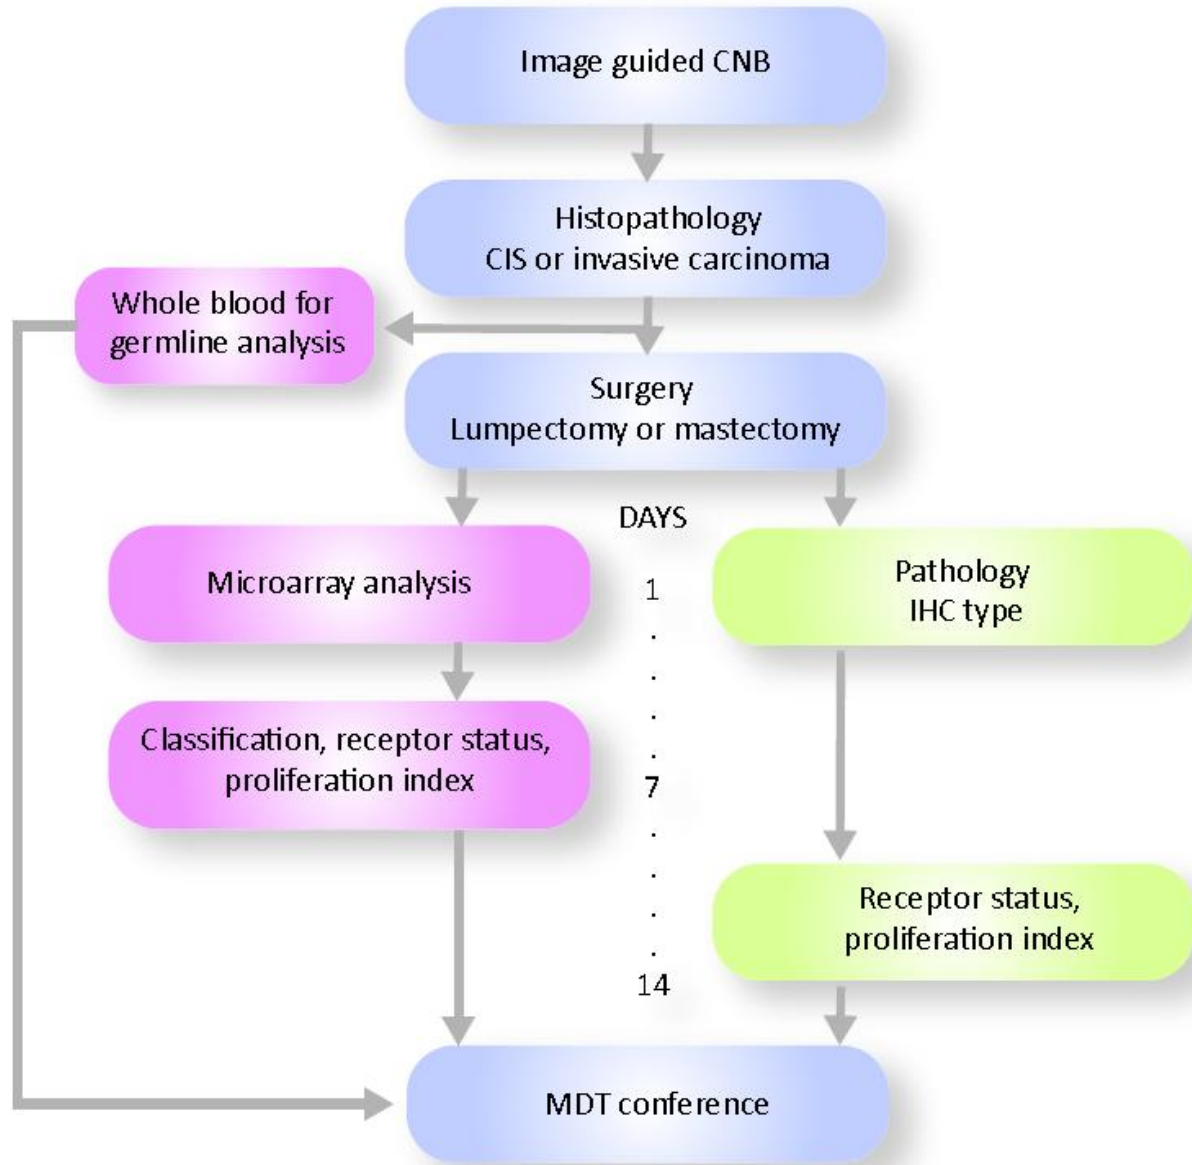 Image guided CNB
Histopathology
CIS or invasive carcinoma
Whole blood for
germline analysis
Surgery
Lumpectomy or mastectomy
DAYS
Microarray analysis
1
Pathology
IHC type
.
.
.
.
Classification, receptor status,
proliferation index
7
.
.
.
.
Receptor status,
proliferation index
14
MDT conference